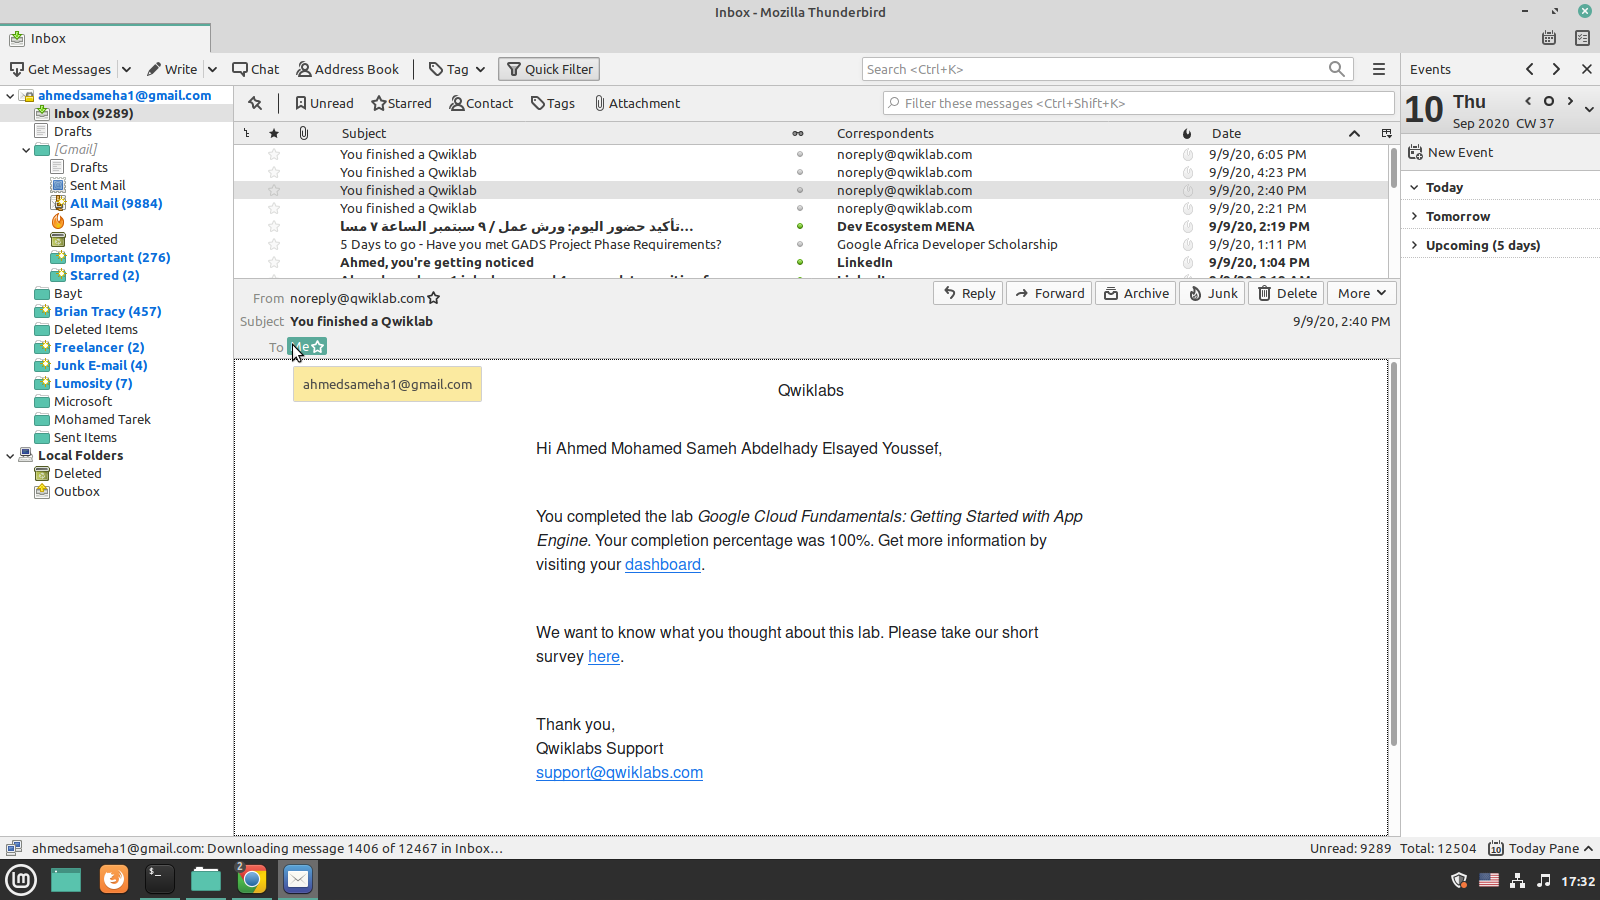 Inbox - Mozilla Thunderbird
Inbox
Get Messages
Write
Chat
Address Book
Tag
Quick Filter
Search <Ctrl+K>
Events
ahmedsameha1@gmail.com
Inbox (9289)
Drafts
[Gmail]
Drafts
Sent Mail
All Mail (9884)
Spam
Deleted
Important (276)
Starred (2)
Bayt
Brian Tracy (457)
Deleted Items
Freelancer (2)
Junk E-mail (4)
Lumosity (7)
Microsoft
Mohamed Tarek
Sent Items
Local Folders
Deleted
Outbox
Unread
Starred
Contact
Tags
Attachment
Filter these messages <Ctrl+Shift+K>
Subject Correspondents Date
You finished a Qwiklab noreply@qwiklab.com 9/9/20, 6:05 PM
You finished a Qwiklab noreply@qwiklab.com 9/9/20, 4:23 PM
You finished a Qwiklab noreply@qwiklab.com 9/9/20, 2:40 PM
You finished a Qwiklab noreply@qwiklab.com 9/9/20, 2:21 PM
تأكيد حضور اليوم: ورش عمل / ٩ سبتمبر الساعة ٧ مسا... Dev Ecosystem MENA 9/9/20, 2:19 PM
5 Days to go - Have you met GADS Project Phase Requirements? Google Africa Developer Scholarship 9/9/20, 1:11 PM
Ahmed, you're getting noticed LinkedIn 9/9/20, 1:04 PM
From noreply@qwiklab.com
Reply
Forward
Archive
Junk
Delete
More
Subject You finished a Qwiklab 9/9/20, 2:40 PM
To
ahmedsameha1@gmail.com
Qwiklabs
Hi Ahmed Mohamed Sameh Abdelhady Elsayed Youssef,
You completed the lab Google Cloud Fundamentals: Getting Started with App
Engine. Your completion percentage was 100%. Get more information by
visiting your dashboard.
We want to know what you thought about this lab. Please take our short
survey here.
Thank you,
Qwiklabs Support
support@qwiklabs.com
10 Thu
Sep 2020 CW 37
New Event
Today
Tomorrow
Upcoming (5 days)
ahmedsameha1@gmail.com: Downloading message 1406 of 12467 in Inbox...
Unread: 9289 Total: 12504
10 Today Pane
2
17:32